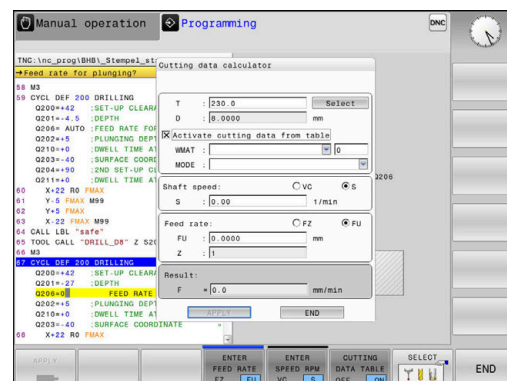 Manual operation
Programming
DNC
TNC:\nc_prog\BHB\_Stempel_st
→Feed rate for plunging?
58 M3
59 CYCL DEF 200 DRILLING
Q200=+42 ;SET-UP CLEARA
Q201=-4.5 ;DEPTH
Q206= AUTO ;FEED RATE FOR
Q202=+5 ;PLUNGING DEPT
Q210=+0 ;DWELL TIME AT
Q203=-40 ;SURFACE COORD
Q204=+90 ;2ND SET-UP CL
Q211=+0 ;DWELL TIME AT
60 X+22 R0 FMAX
61 Y-5 FMAX M99
62 Y+5 FMAX
63 X-22 FMAX M99
64 CALL LBL "safe"
65 TOOL CALL "DRILL_D8" Z S20
66 M3
67 CYCL DEF 200 DRILLING
Q200=+42 ;SET-UP CLEARA
Q201=-27 ;DEPTH
Q206=0 FEED RATE
Q202=+5 ;PLUNGING DEPT
Q210=+0 ;DWELL TIME AT
Q203=-40 ;SURFACE COORDINATE
68 X+22 R0 FMAX
Cutting data calculator
T : 230.0 Select
D : 8.0000 mm
Activate cutting data from table
WMAT : 0
MODE :
Shaft speed: VC S
S : 0.00 1/min
Feed rate: FZ FU
FU : 0.0000 mm
Z : 1
Result:
F = 0.0 mm/min
APPLY END
Q206
APPLY
ENTER
FEED RATE
FZ FU
ENTER
SPEED RPM
VC S
CUTTING
DATA TABLE
OFF ON
SELECT
END